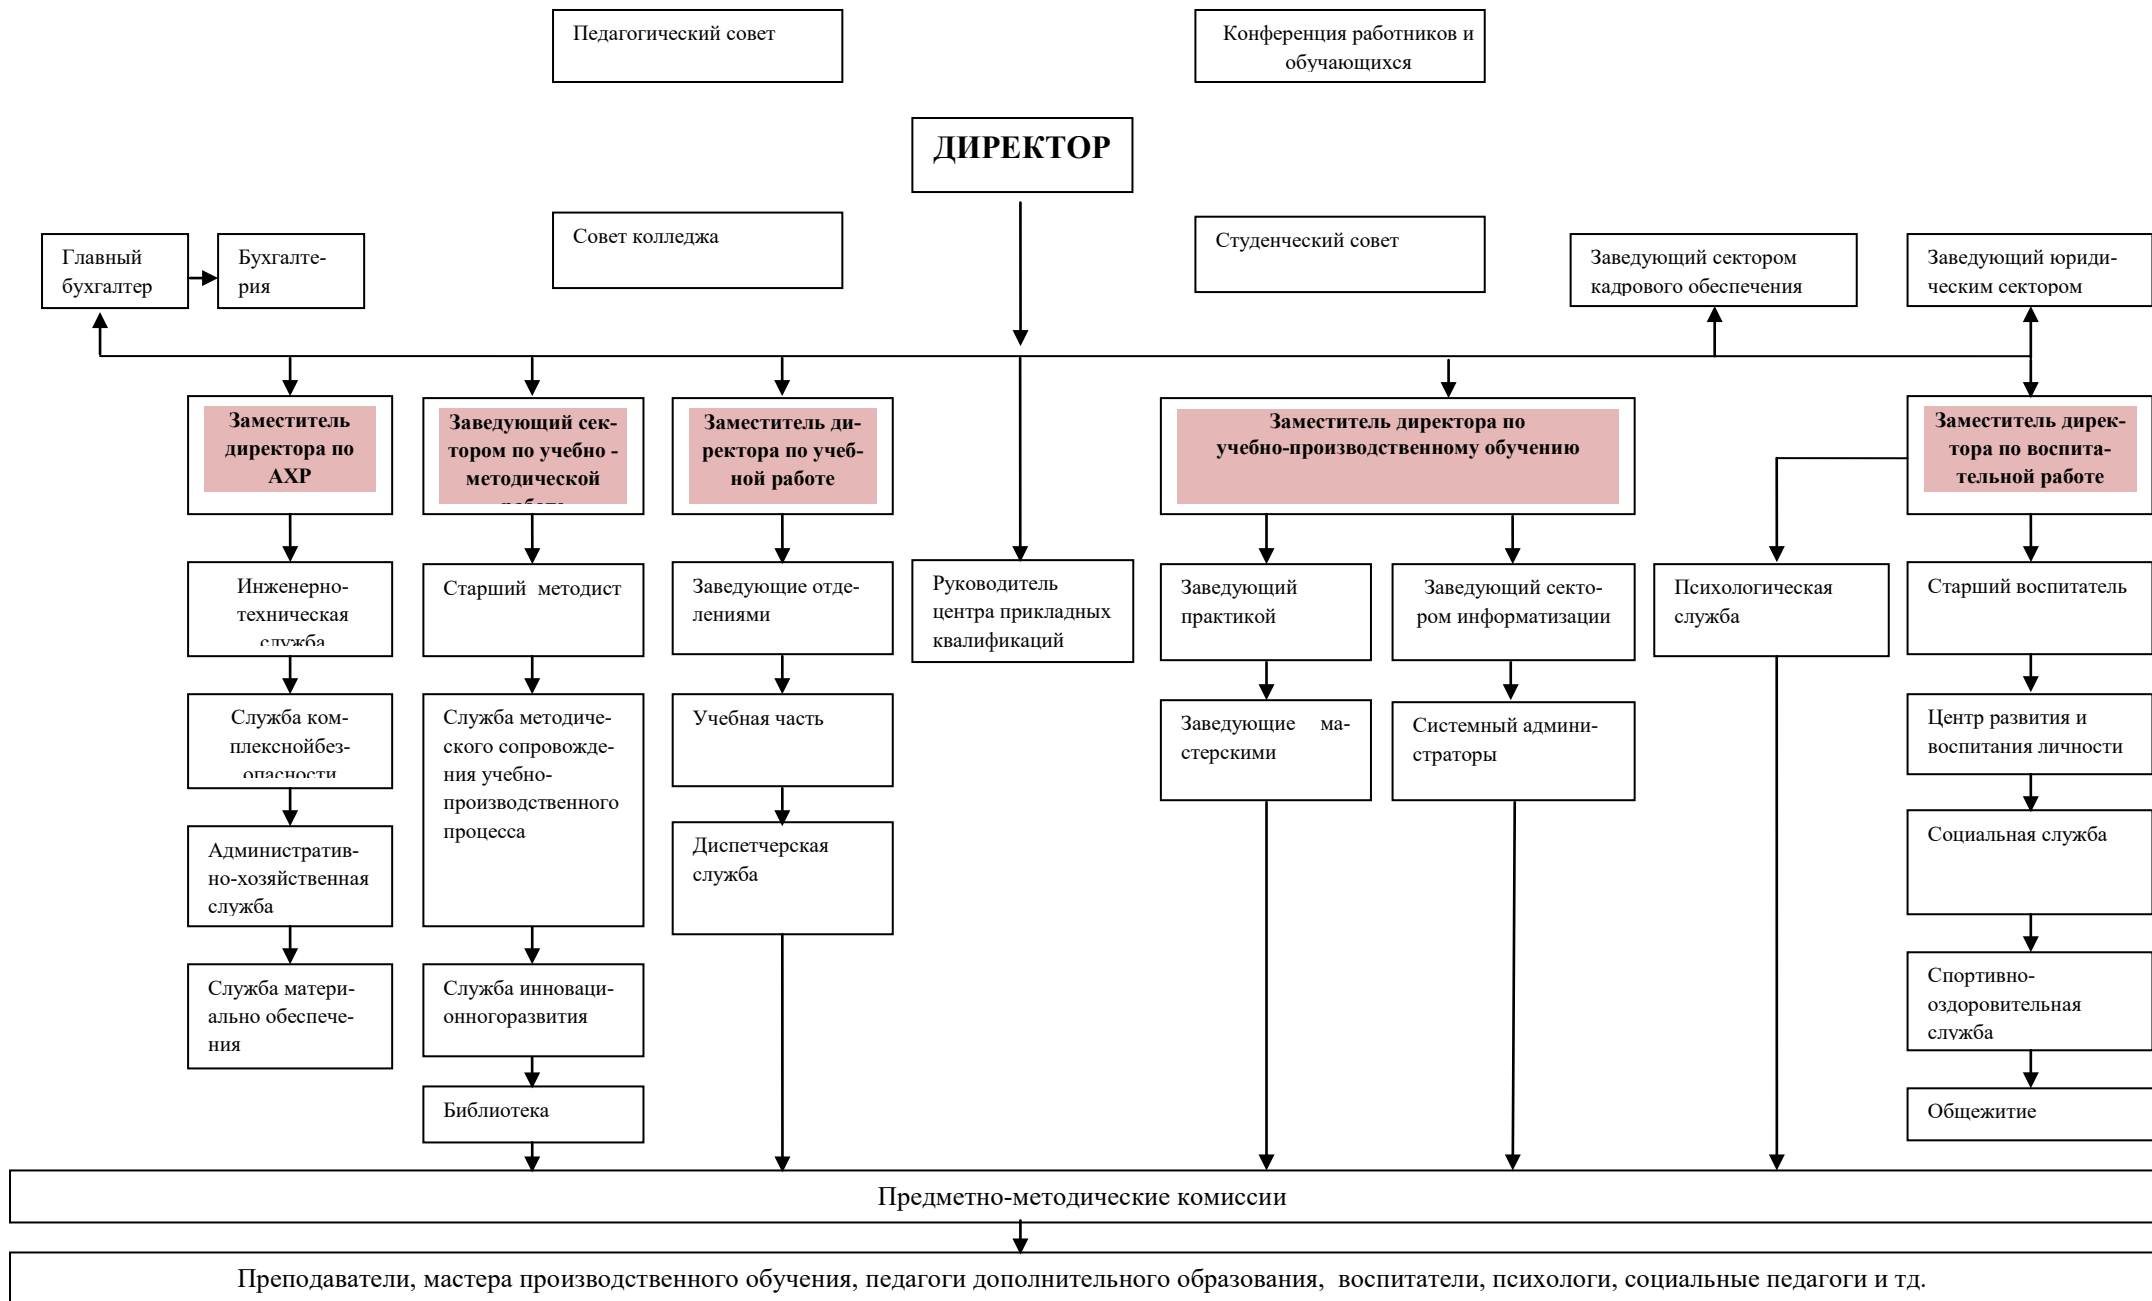 Педагогический совет
Конференция работников и
обучающихся
ДИРЕКТОР
Главный
бухгалтер
Бухгалте-
рия
Совет колледжа
Студенческий совет
Заведующий сектором
кадрового обеспечения
Заведующий юриди-
ческим сектором
Заместитель
директора по
АХР
Заведующий сек-
тором по учебно -
методической
работе
Заместитель ди-
ректора по учеб-
ной работе
Заместитель директора по
учебно-производственному обучению
Заместитель дирек-
тора по воспита-
тельной работе
Инженерно-
техническая
служба
Старший методист
Заведующие отде-
лениями
Руководитель
центра прикладных
квалификаций
Заведующий
практикой
Заведующий секто-
ром информатизации
Психологическая
служба
Старший воспитатель
Служба ком-
плекснойбез-
опасности
Служба методиче-
ского сопровожде-
ния учебно-
производственного
процесса
Учебная часть
Заведующие ма-
стерскими
Системный админи-
страторы
Центр развития и
воспитания личности
Административ-
но-хозяйственная
служба
Диспетчерская
служба
Социальная служба
Служба матери-
ально обеспече-
ния
Служба инноваци-
онногоразвития
Спортивно-
оздоровительная
служба
Библиотека
Общежитие
Предметно-методические комиссии
Преподаватели, мастера производственного обучения, педагоги дополнительного образования, воспитатели, психологи, социальные педагоги и тд.